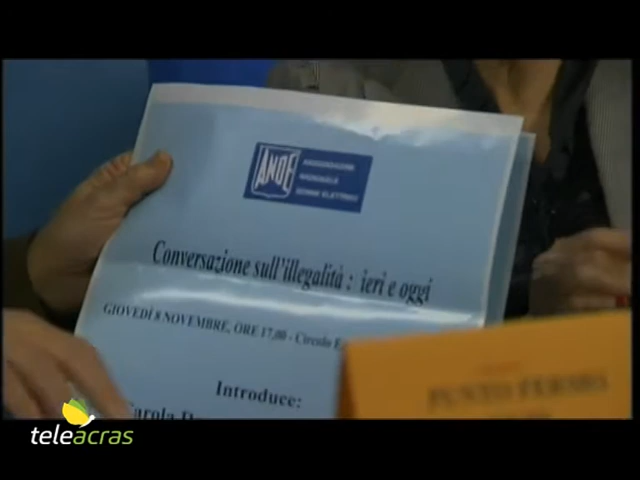 ANDE
ASSOCIAZIONE
NAZIONALE
DONNE ELETTRICI
Conversazione sull'illegalità : ieri e oggi
GIOVEDÌ 8 NOVEMBRE, ORE 17,00 - Circolo
Introduce:
PUNTO FERMO
teleacras